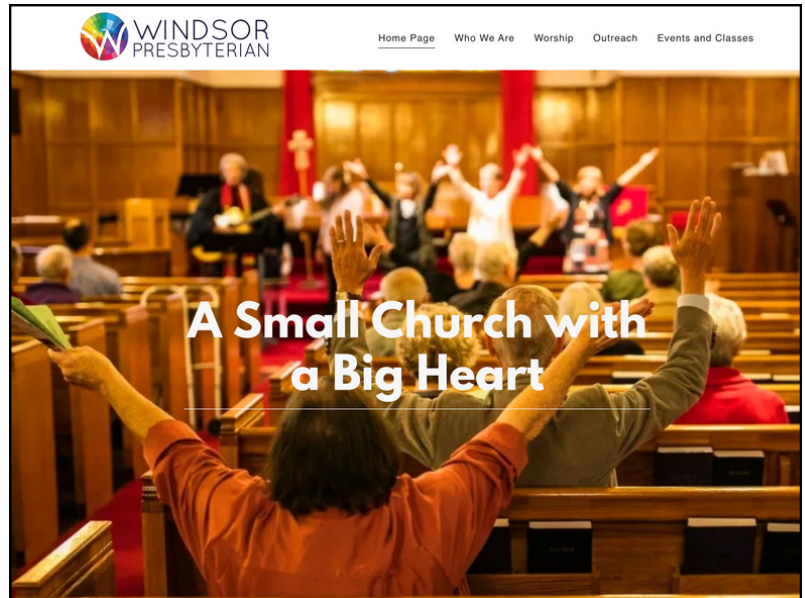 WINDSOR
PRESBYTERIAN
Home Page Who We Are Worship Outreach Events and Classes
A Small Church with
a Big Heart